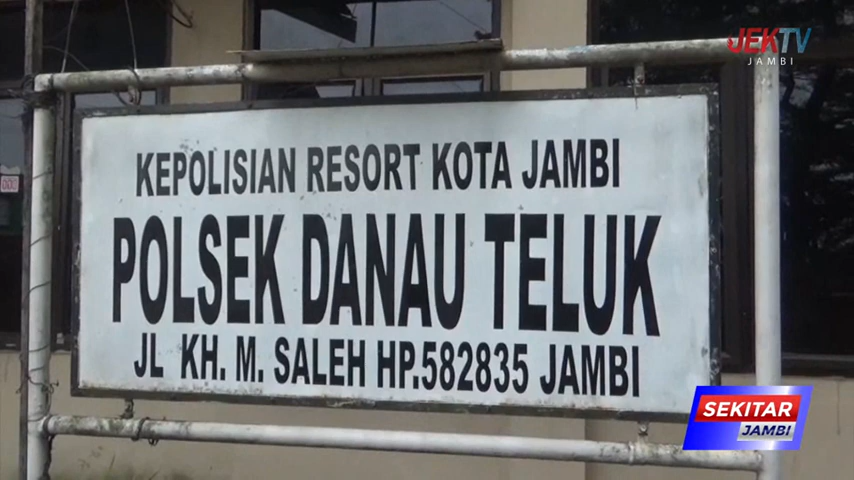 JEKTV
JAMBI
KEPOLISIAN RESORT KOTA JAMBI
POLSEK DANAU TELUK
JL KH. M. SALEH HP.582835 JAMBI
SEKITAR
JAMBI